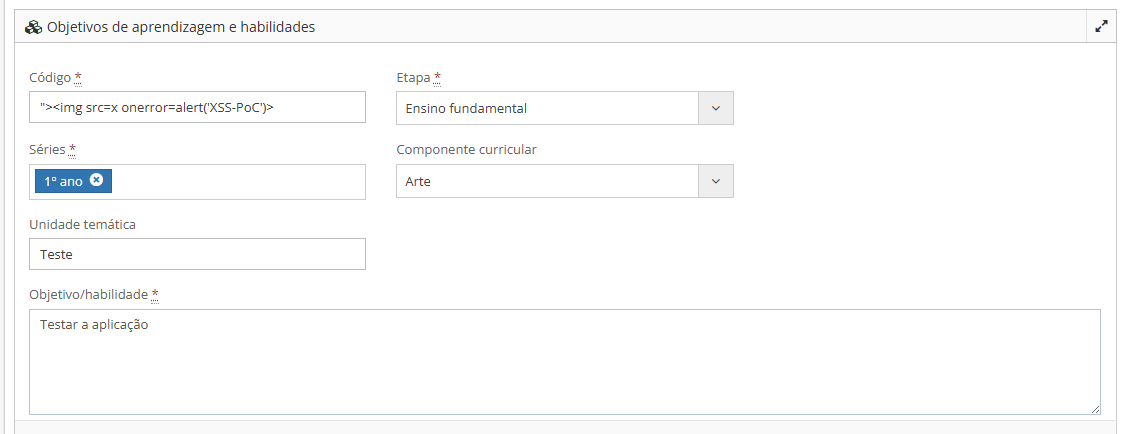 Objetivos de aprendizagem e habilidades
Código * Etapa *
"><img src=x onerror=alert('XSS-PoC')> Ensino fundamental
Séries * Componente curricular
1º ano Arte
Unidade temática
Teste
Objetivo/habilidade *
Testar a aplicação